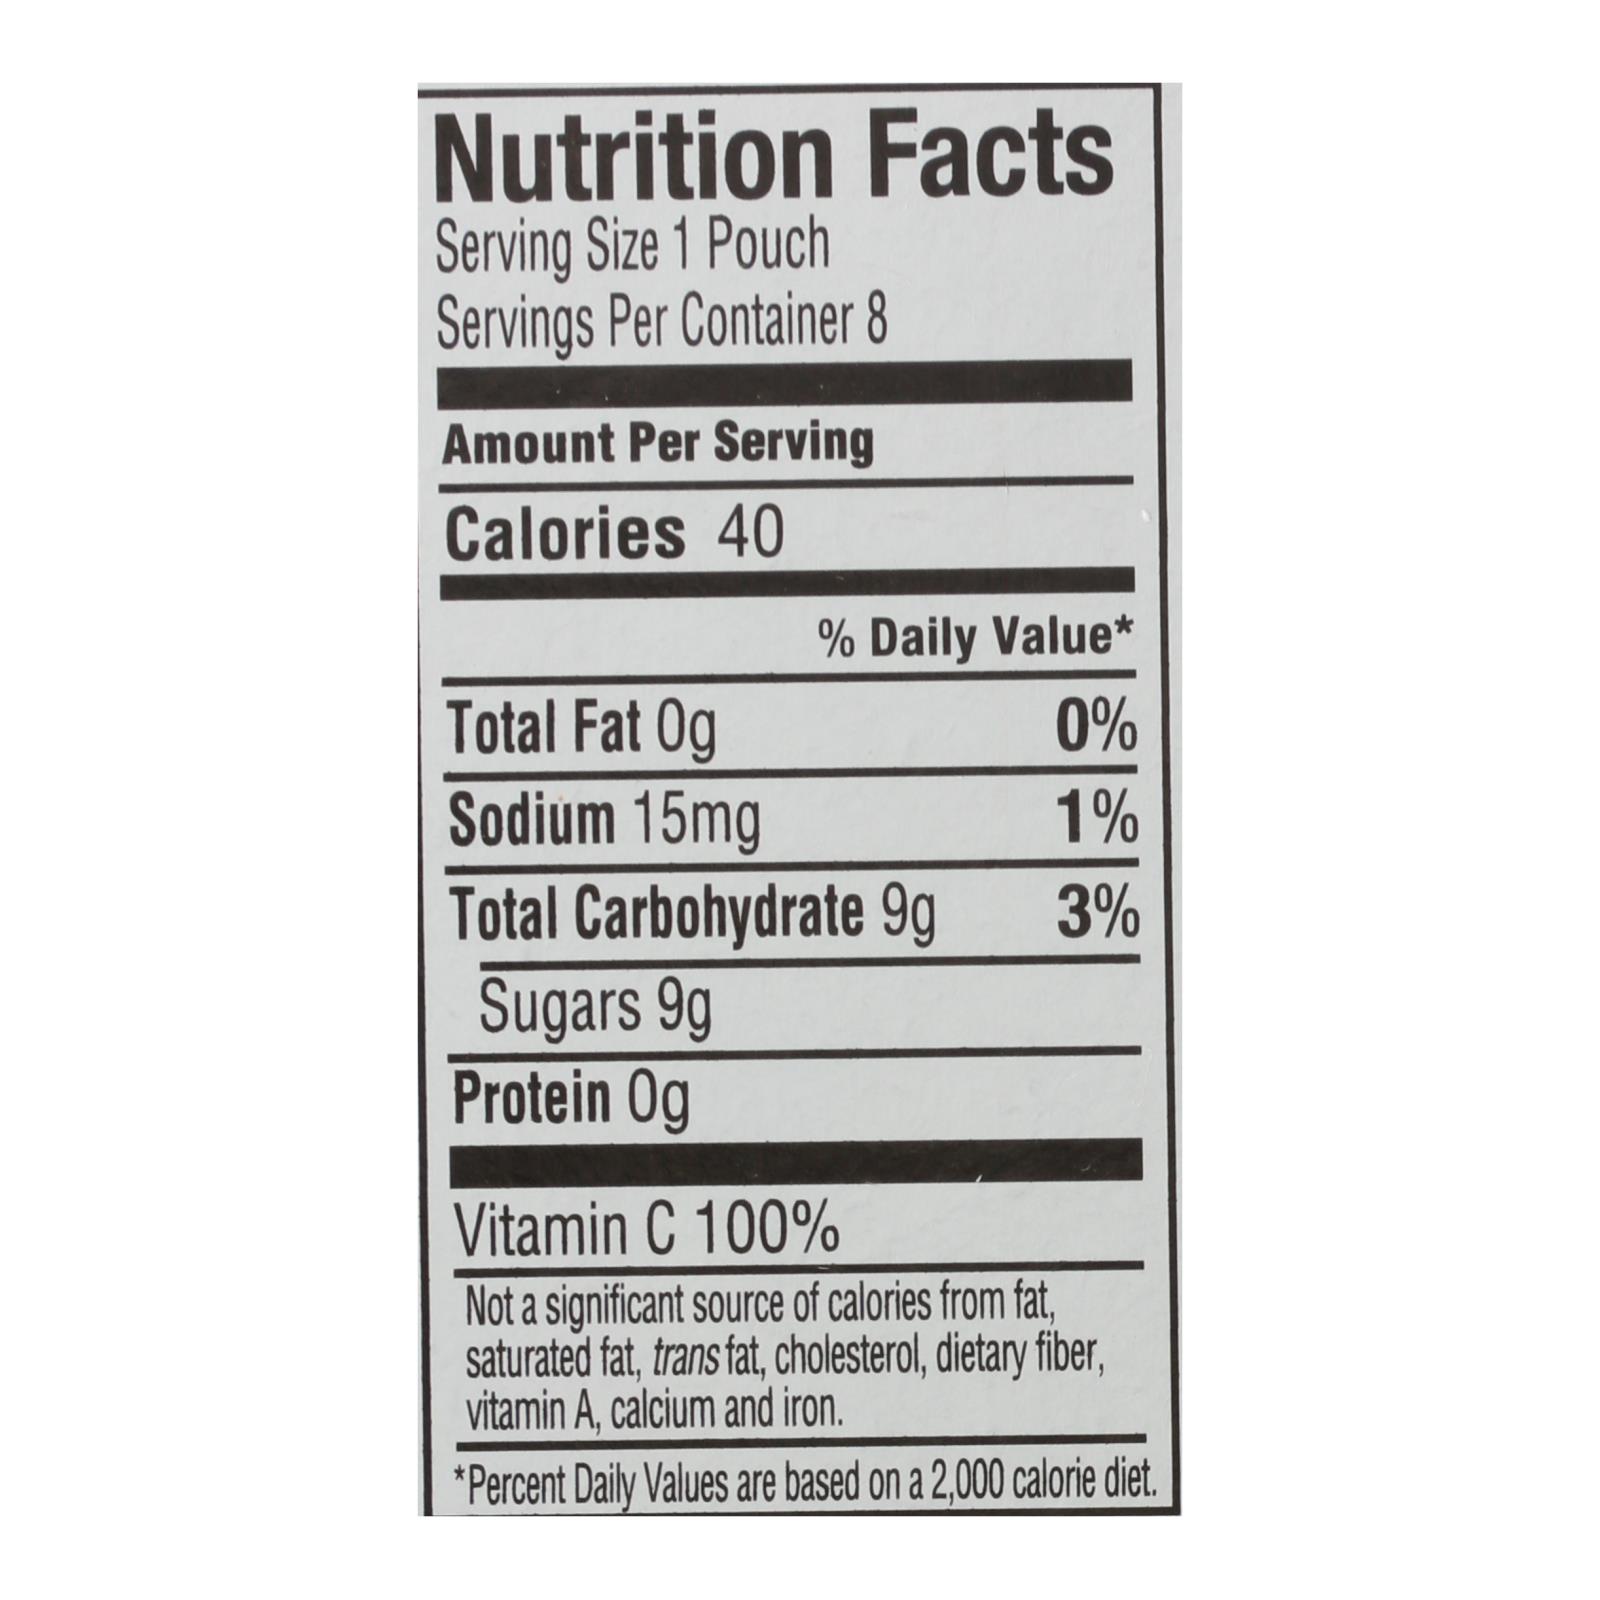 Nutrition Facts
Serving Size 1 Pouch
Servings Per Container 8
Amount Per Serving
Calories 40
% Daily Value*
Total Fat 0g 0%
Sodium 15mg 1%
Total Carbohydrate 9g 3%
Sugars 9g
Protein 0g
Vitamin C 100%
Not a significant source of calories from fat,
saturated fat, trans fat, cholesterol, dietary fiber,
vitamin A, calcium and iron.
*Percent Daily Values are based on a 2,000 calorie diet.